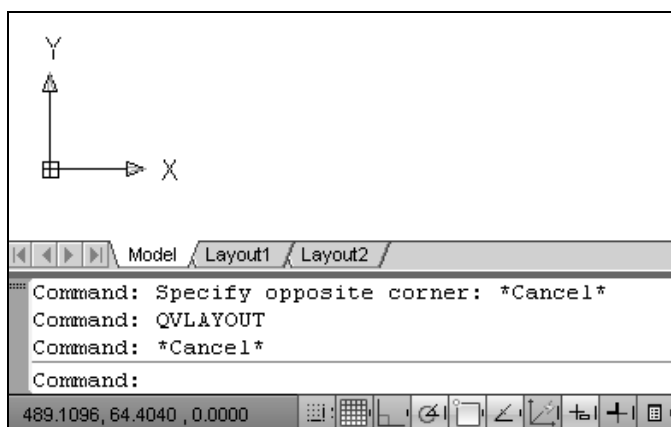 Y
X
Model Layout1 Layout2
Command: Specify opposite corner: *Cancel*
Command: QVLAYOUT
Command: *Cancel*
Command:
489.1096, 64.4040 , 0.0000